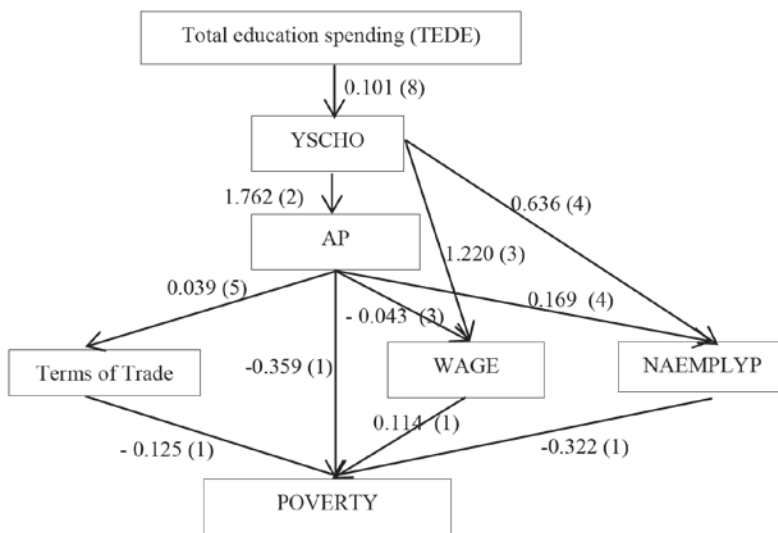 Total education spending (TEDE)
0.101 (8)
YSCHO
1.762 (2)
0.636 (4)
AP
1.220 (3)
0.039 (5)
- 0.043 (3)
0.169 (4)
Terms of Trade
-0.359 (1)
WAGE
NAEMPLYP
0.114 (1)
- 0.125 (1)
-0.322 (1)
POVERTY